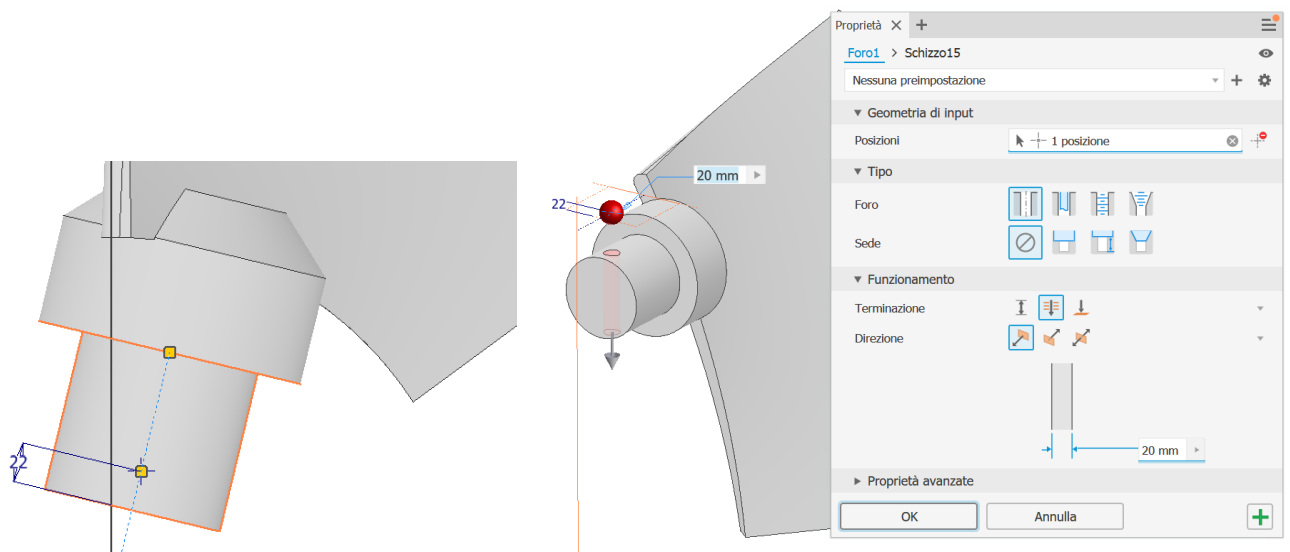 22
22
20 mm
Proprietà
Foro1 > Schizzo15
Nessuna preimpostazione
Geometria di input
Posizioni 1 posizione
Tipo
Foro
Sede
Funzionamento
Terminazione
Direzione
20 mm
Proprietà avanzate
OK Annulla